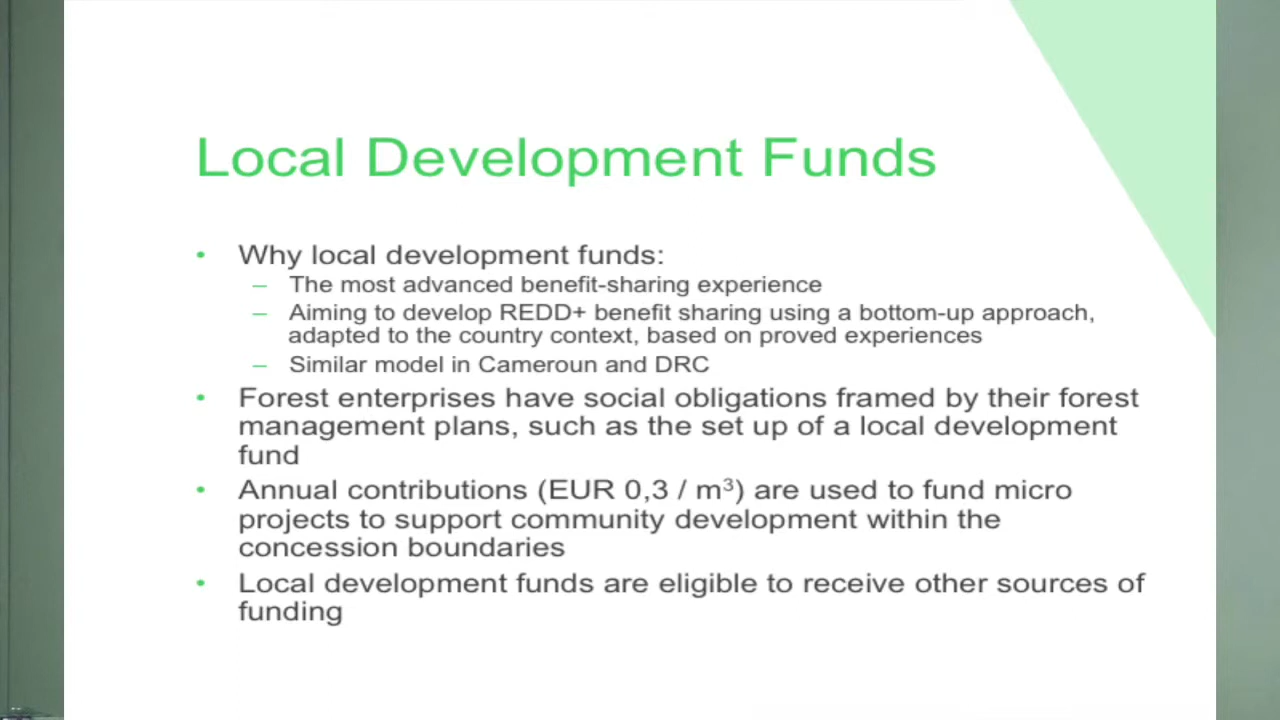 Local Development Funds
• Why local development funds:
– The most advanced benefit-sharing experience
– Aiming to develop REDD+ benefit sharing using a bottom-up approach,
adapted to the country context, based on proved experiences
– Similar model in Cameroun and DRC
• Forest enterprises have social obligations framed by their forest
management plans, such as the set up of a local development
fund
• Annual contributions (EUR 0,3 / m³) are used to fund micro
projects to support community development within the
concession boundaries
• Local development funds are eligible to receive other sources of
funding